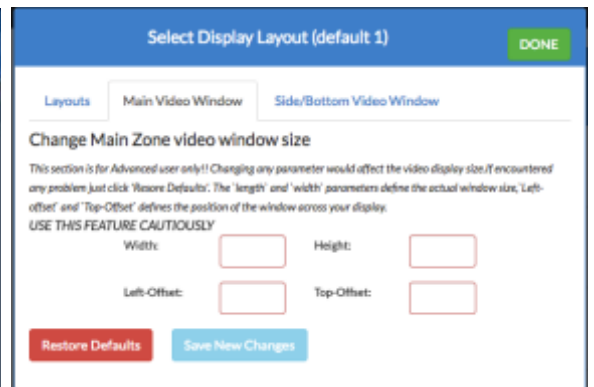 Select Display Layout (default 1)
DONE
Layouts Main Video Window Side/Bottom Video Window
Change Main Zone video window size
This section is for Advanced user only!! Changing any parameter would affect the video display size.If encountered
any problem just click 'Resore Defaults'. The 'length' and 'width' parameters define the actual window size,'Left-
offset' and 'Top-Offset' defines the position of the window across your display.
USE THIS FEATURE CAUTIOUSLY
Width: Height:
Left-Offset: Top-Offset:
Restore Defaults Save New Changes